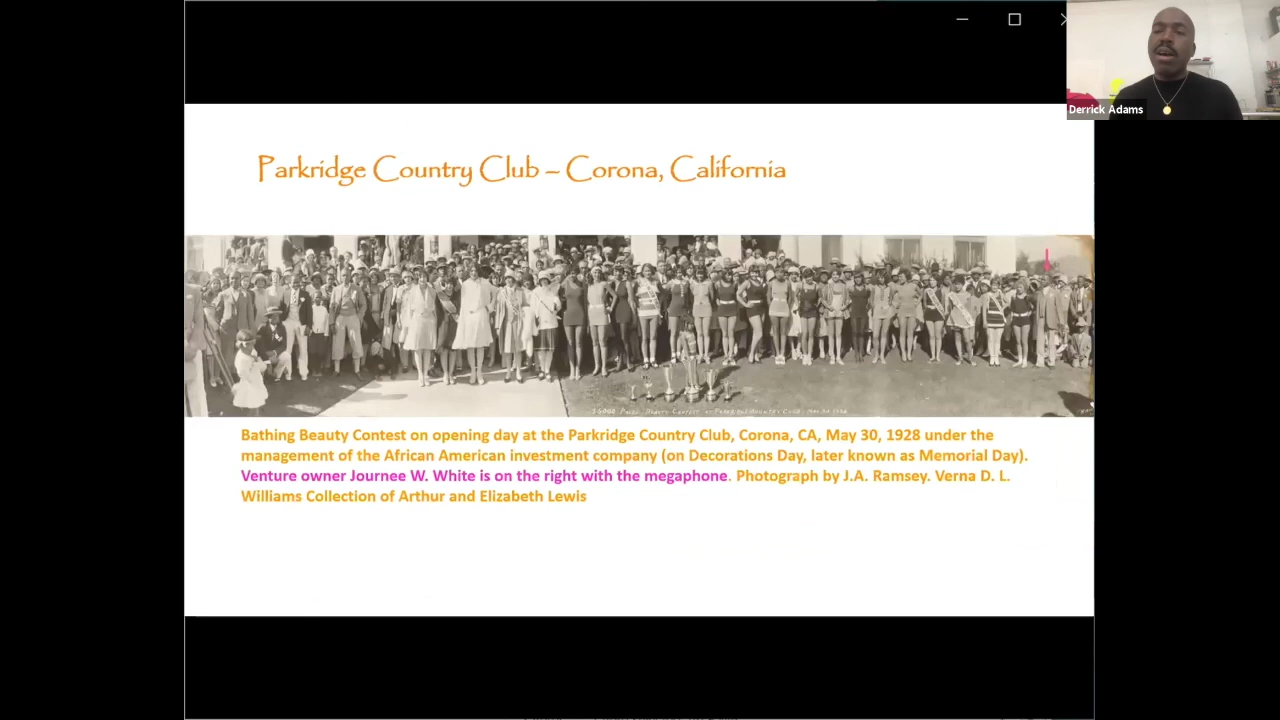 Derrick Adams
Parkridge Country Club – Corona, California
Bathing Beauty Contest on opening day at the Parkridge Country Club, Corona, CA, May 30, 1928 under the
management of the African American investment company (on Decorations Day, later known as Memorial Day).
Venture owner Journee W. White is on the right with the megaphone. Photograph by J.A. Ramsey. Verna D. L.
Williams Collection of Arthur and Elizabeth Lewis